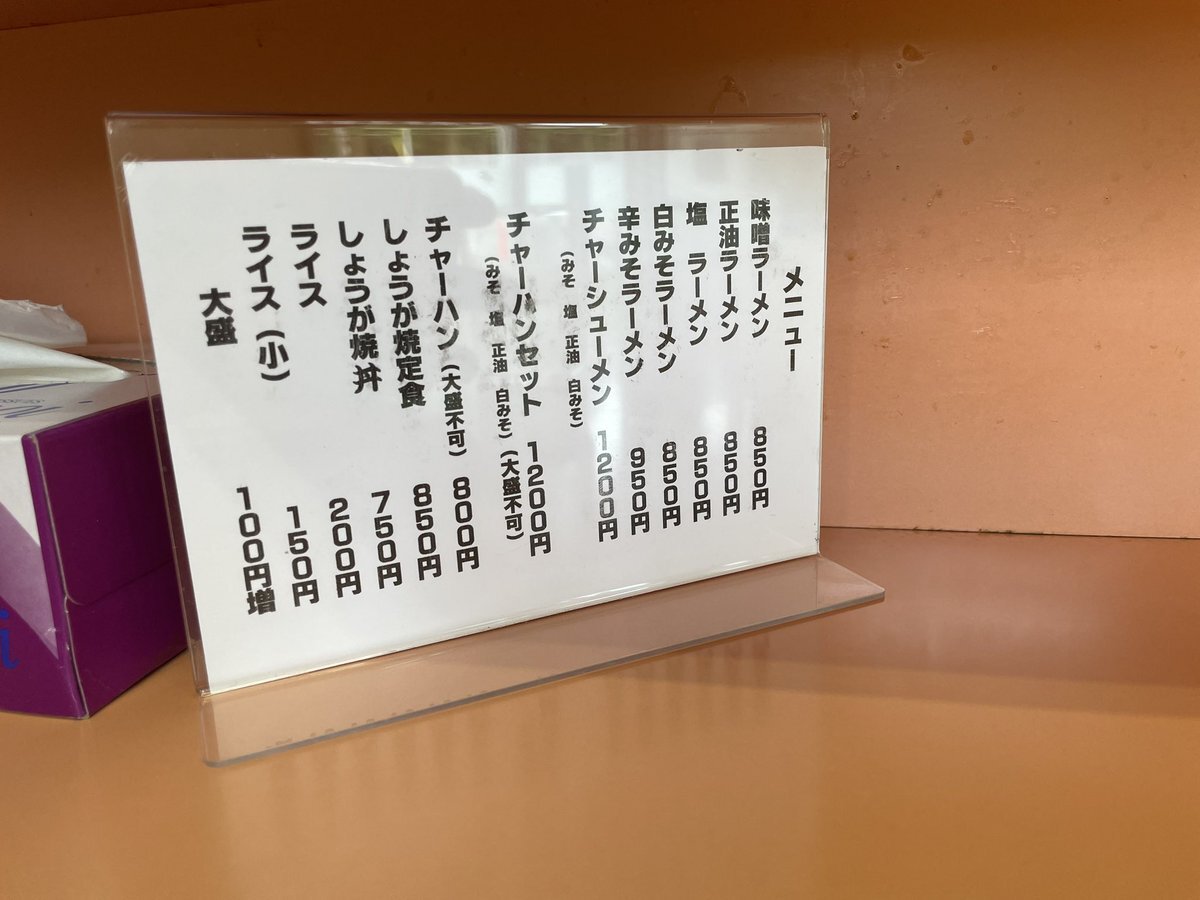 メニュー
味噌ラーメン 850円
正油ラーメン 850円
塩 ラーメン 850円
白みそラーメン 850円
辛みそラーメン 950円
チャーシューメン 1200円
(みそ 塩 正油 白みそ)
チャーハンセット 1200円
(みそ 塩 正油 白みそ)(大盛不可)
チャーハン(大盛不可) 800円
しょうが焼定食 850円
しょうが焼丼 750円
ライス 200円
ライス(小) 150円
大盛 100円増